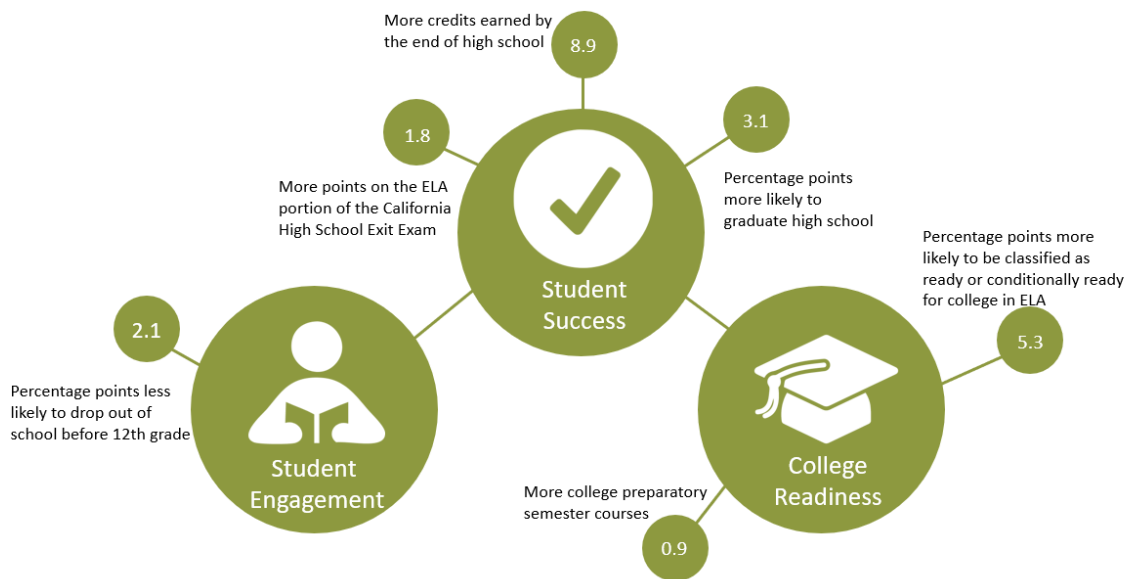 More credits earned by
the end of high school
8.9
1.8
More points on the ELA
portion of the California
High School Exit Exam
3.1
Percentage points
more likely to
graduate high school
Student
Success
2.1
Percentage points less
likely to drop out of
school before 12th grade
Student
Engagement
Percentage points more
likely to be classified as
ready or conditionally ready
for college in ELA
5.3
College
Readiness
More college preparatory
semester courses
0.9